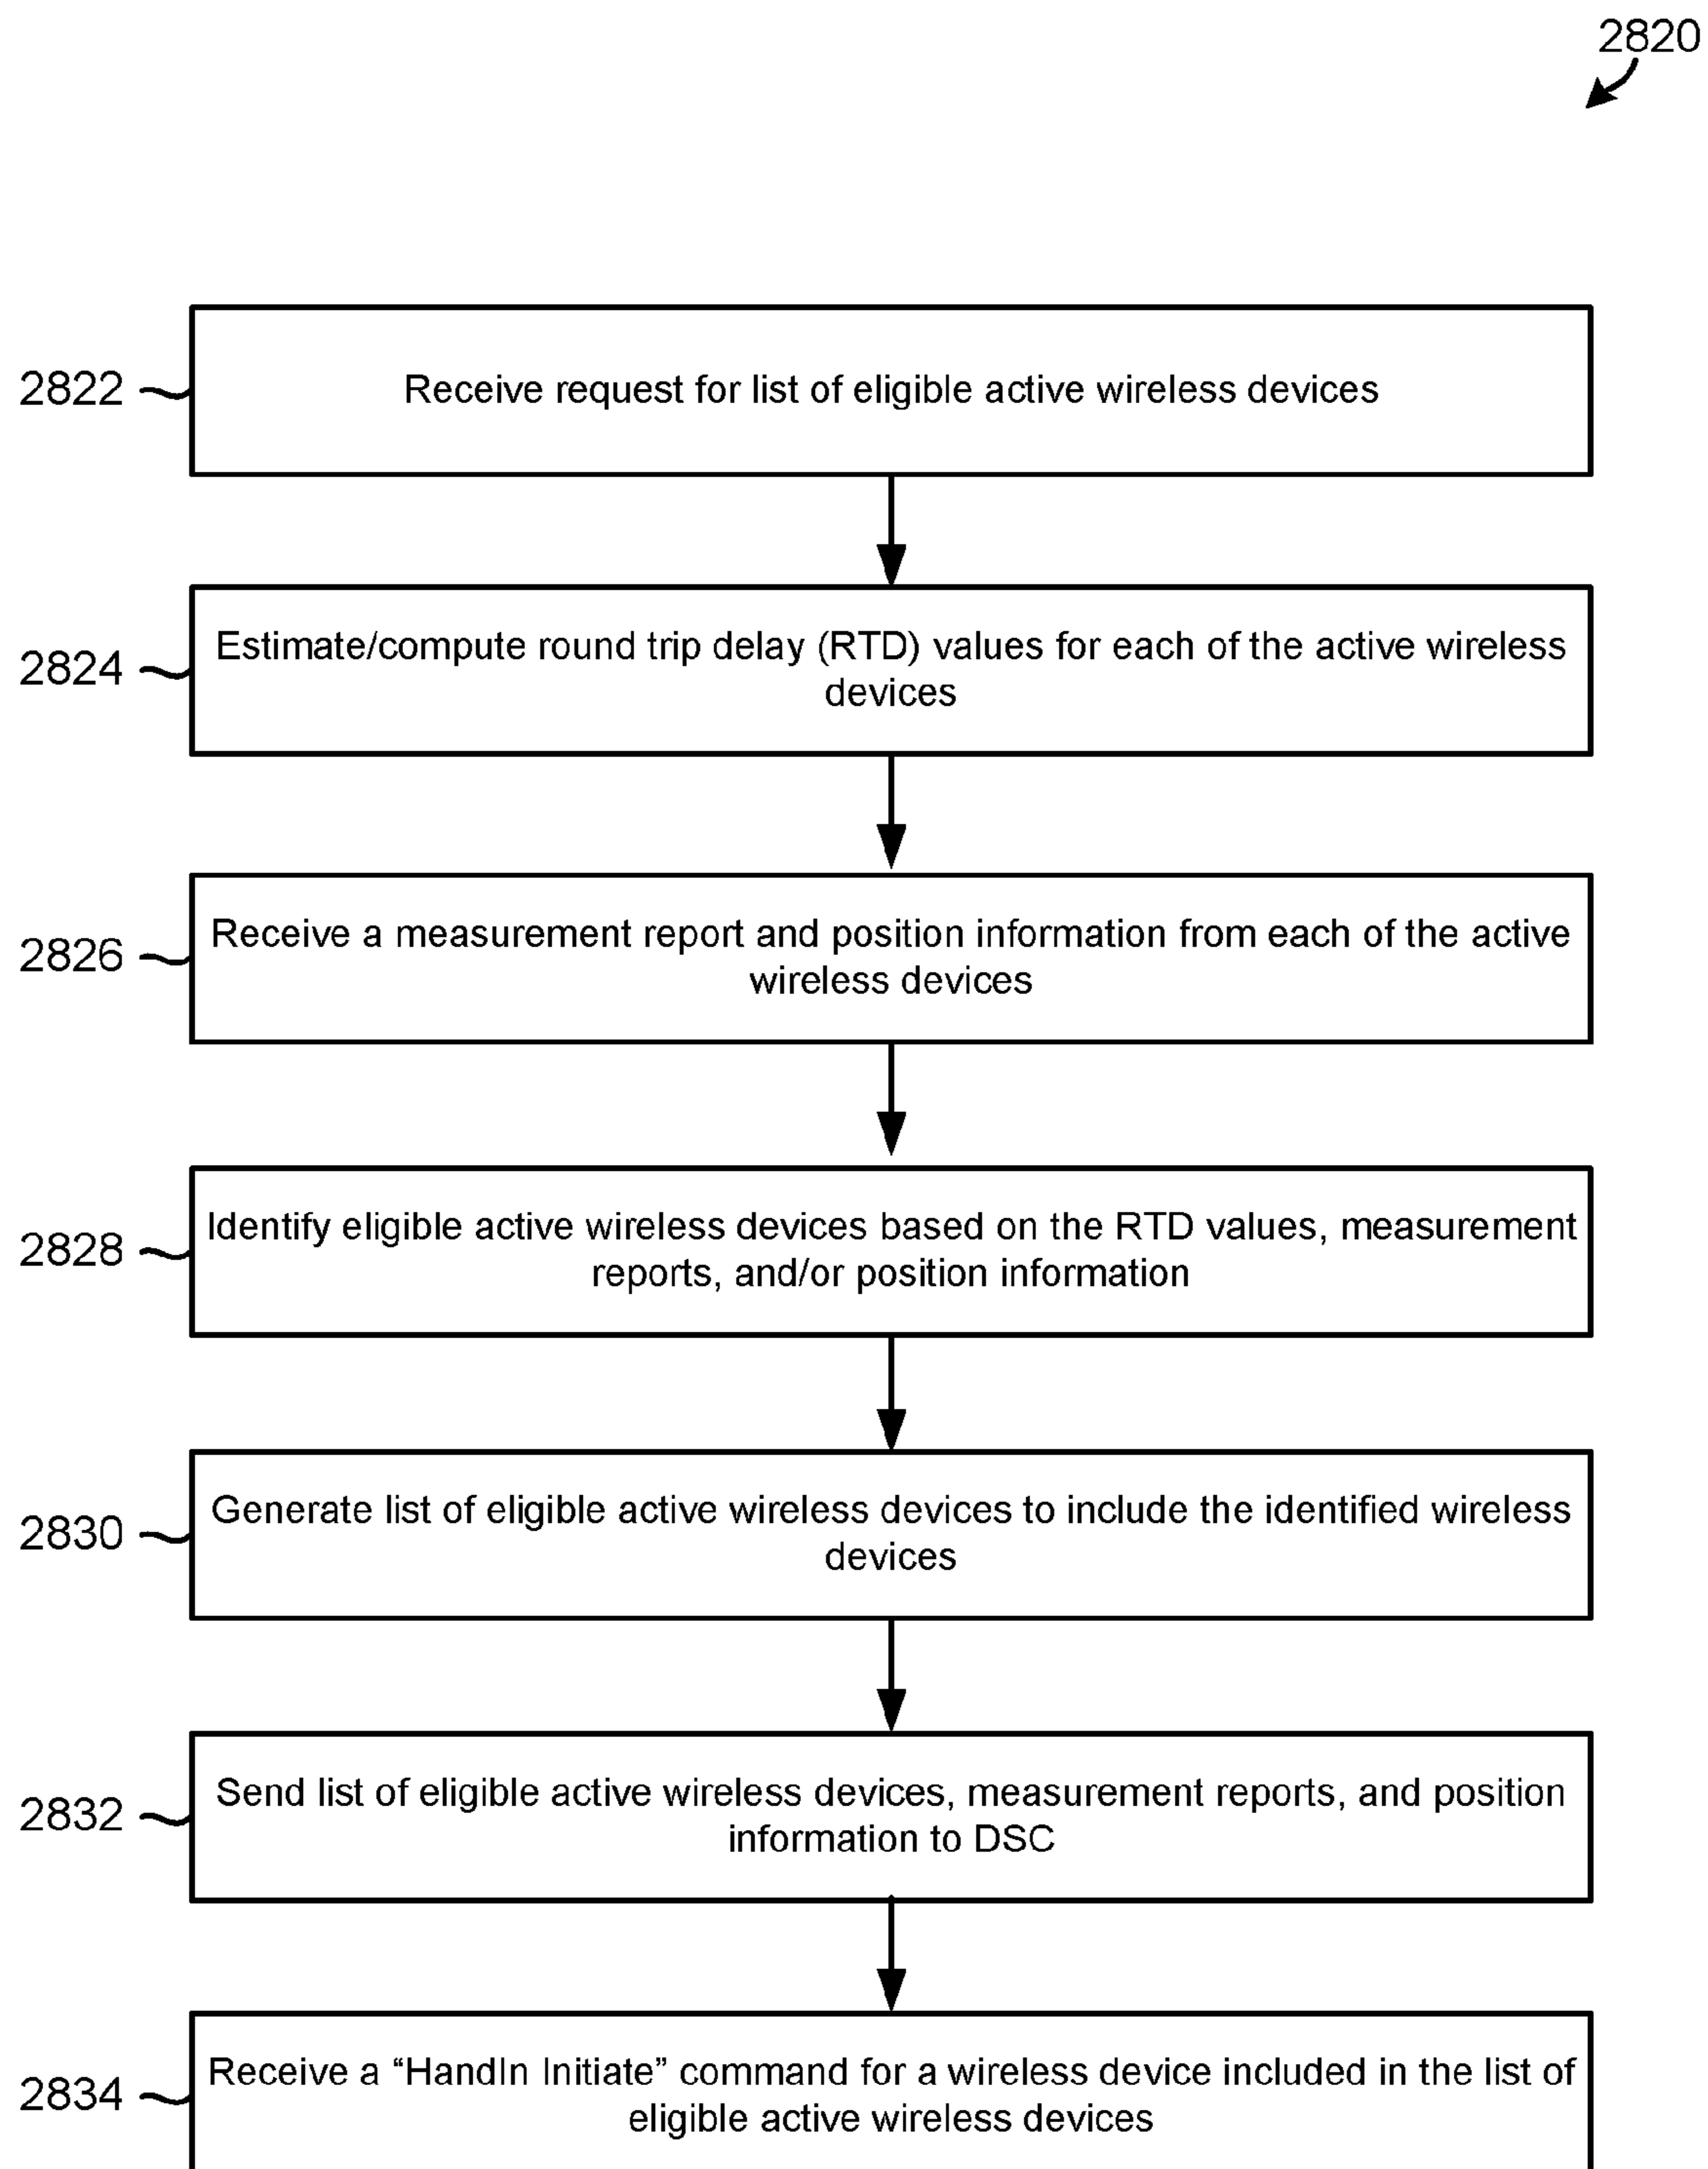 2820
2822
Receive request for list of eligible active wireless devices
2824
Estimate/compute round trip delay (RTD) values for each of the active wireless
devices
2826
Receive a measurement report and position information from each of the active
wireless devices
2828
Identify eligible active wireless devices based on the RTD values, measurement
reports, and/or position information
2830
Generate list of eligible active wireless devices to include the identified wireless
devices
2832
Send list of eligible active wireless devices, measurement reports, and position
information to DSC
2834
Receive a “HandIn Initiate” command for a wireless device included in the list of
eligible active wireless devices